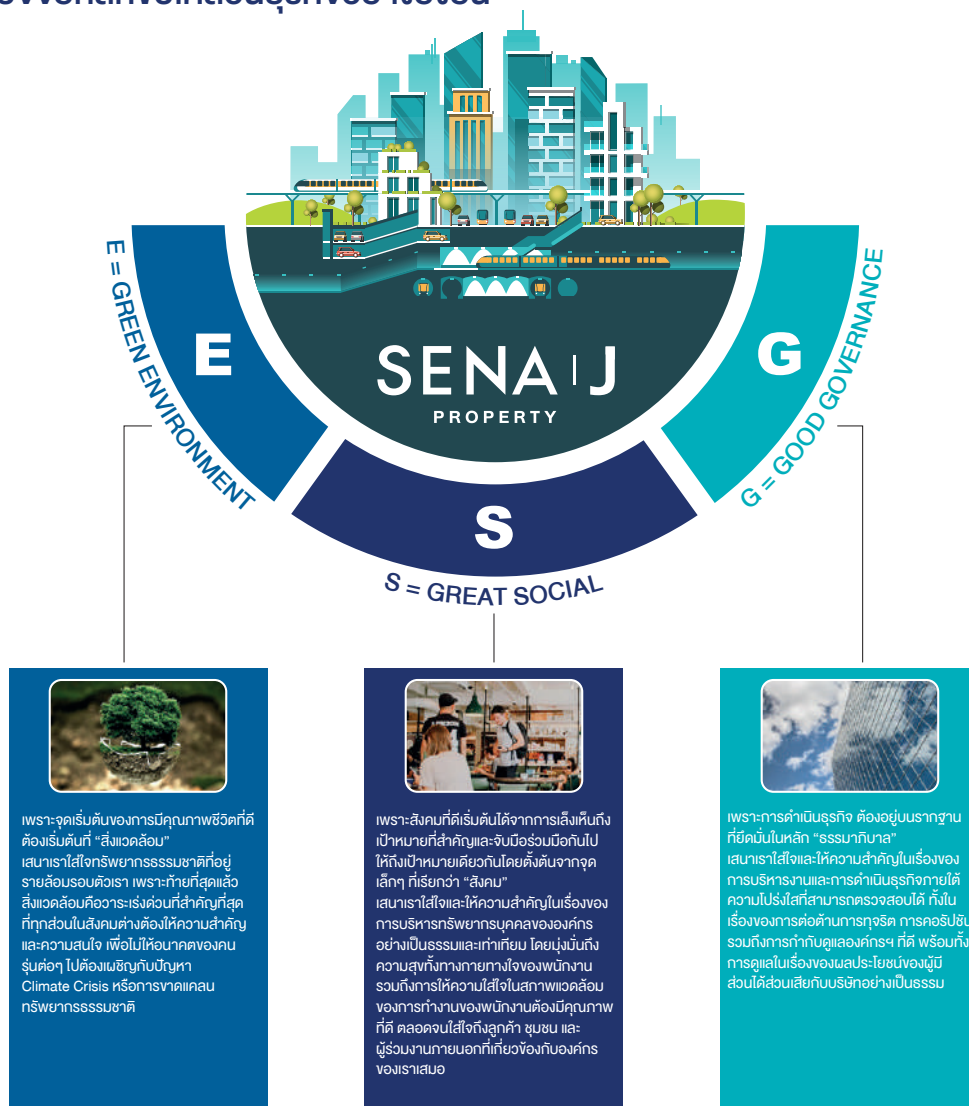 E
G
S
SENA J
PROPERTY
E = GREEN ENVIRONMENT
G = GOOD GOVERNANCE
S = GREAT SOCIAL
เพราะจุดเริ่มต้นของการมีคุณภาพชีวิตที่ดี
ต้องเริ่มต้นที่ “สิ่งแวดล้อม”
เสนาเราใส่ใจทรัพยากรธรรมชาติที่อยู่
รายล้อมรอบตัวเรา เพราะท้ายที่สุดแล้ว
สิ่งแวดล้อมคือวาระเร่งด่วนที่สำคัญที่สุด
ที่ทุกส่วนในสังคมต่างต้องให้ความสำคัญ
และความสนใจ เพื่อไม่ให้อนาคตของคน
รุ่นต่อๆ ไปต้องเผชิญกับปัญหา
Climate Crisis หรือการขาดแคลน
ทรัพยากรธรรมชาติ
เพราะสังคมที่ดีเริ่มต้นได้จากการเล็งเห็นถึง
เป้าหมายที่สำคัญและจับมือร่วมมือกันไป
ให้ถึงเป้าหมายเดียวกันโดยตั้งต้นจากจุด
เล็กๆ ที่เรียกว่า “สังคม”
เสนาเราใส่ใจและให้ความสำคัญในเรื่องของ
การบริหารทรัพยากรบุคคลขององค์กร
อย่างเป็นธรรมและเท่าเทียม โดยมุ่งมั่นถึง
ความสุขทั้งทางกายทางใจของพนักงาน
รวมถึงการให้ความใส่ใจในสภาพแวดล้อม
ของการทำงานของพนักงานต้องมีคุณภาพ
ที่ดี ตลอดจนใส่ใจถึงลูกค้า ชุมชน และ
ผู้ร่วมงานภายนอกที่เกี่ยวข้องกับองค์กร
ของเราเสมอ
เพราะการดำเนินธุรกิจ ต้องอยู่บนรากฐาน
ที่ยึดมั่นในหลัก “ธรรมาภิบาล”
เสนาเราใส่ใจและให้ความสำคัญในเรื่องของ
การบริหารงานและการดำเนินธุรกิจภายใต้
ความโปร่งใสที่สามารถตรวจสอบได้ ทั้งใน
เรื่องของการต่อต้านการทุจริต การคอรัปชัน
รวมถึงการกำกับดูแลองค์กรฯ ที่ดี พร้อมทั้ง
การดูแลในเรื่องของผลประโยชน์ของผู้มี
ส่วนได้ส่วนเสียกับบริษัทอย่างเป็นธรรม